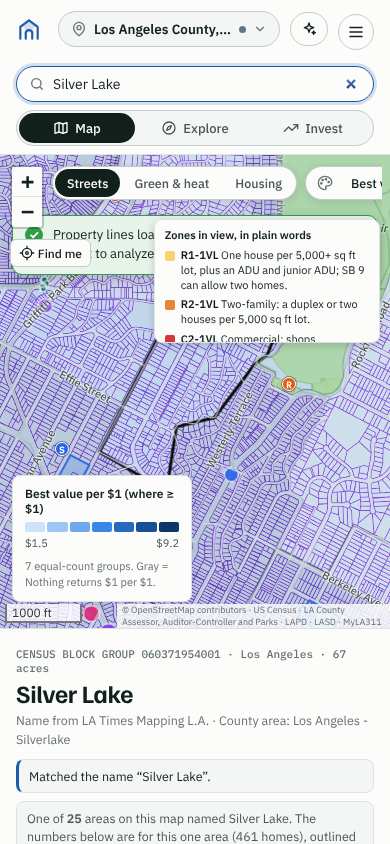 Los Angeles County,...
Silver Lake
Map
Explore
Invest
+
Streets
Green & heat
Housing
Best
−
Property lines loa
to analyze
Find me
Zones in view, in plain words
R1-1VL One house per 5,000+ sq ft
lot, plus an ADU and junior ADU; SB 9
can allow two homes.
R2-1VL Two-family: a duplex or two
houses per 5,000 sq ft lot.
C2-1VL Commercial: shops
Effie Street
R
Westerly Terrace
S
Best value per $1 (where ≥
$1)
$1.5
$9.2
7 equal-count groups. Gray =
Nothing returns $1 per $1.
1000 ft
© OpenStreetMap contributors · US Census · LA County
Assessor, Auditor-Controller and Parks · LAPD · LASD · MyLA311
CENSUS BLOCK GROUP 060371954001 · Los Angeles · 67
acres
Silver Lake
Name from LA Times Mapping L.A. · County area: Los Angeles -
Silverlake
Matched the name “Silver Lake”.
One of 25 areas on this map named Silver Lake. The
numbers below are for this one area (461 homes), outlined